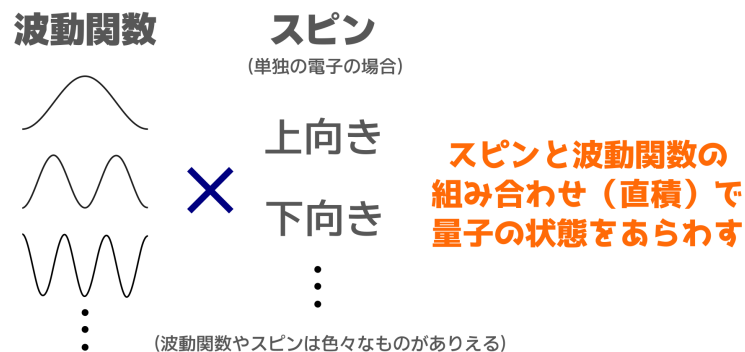 波動関数
スピン
(単独の電子の場合)
上向き
×
下向き
スピンと波動関数の
組み合わせ（直積）で
量子の状態をあらわす
(波動関数やスピンは色々なものがありえる)